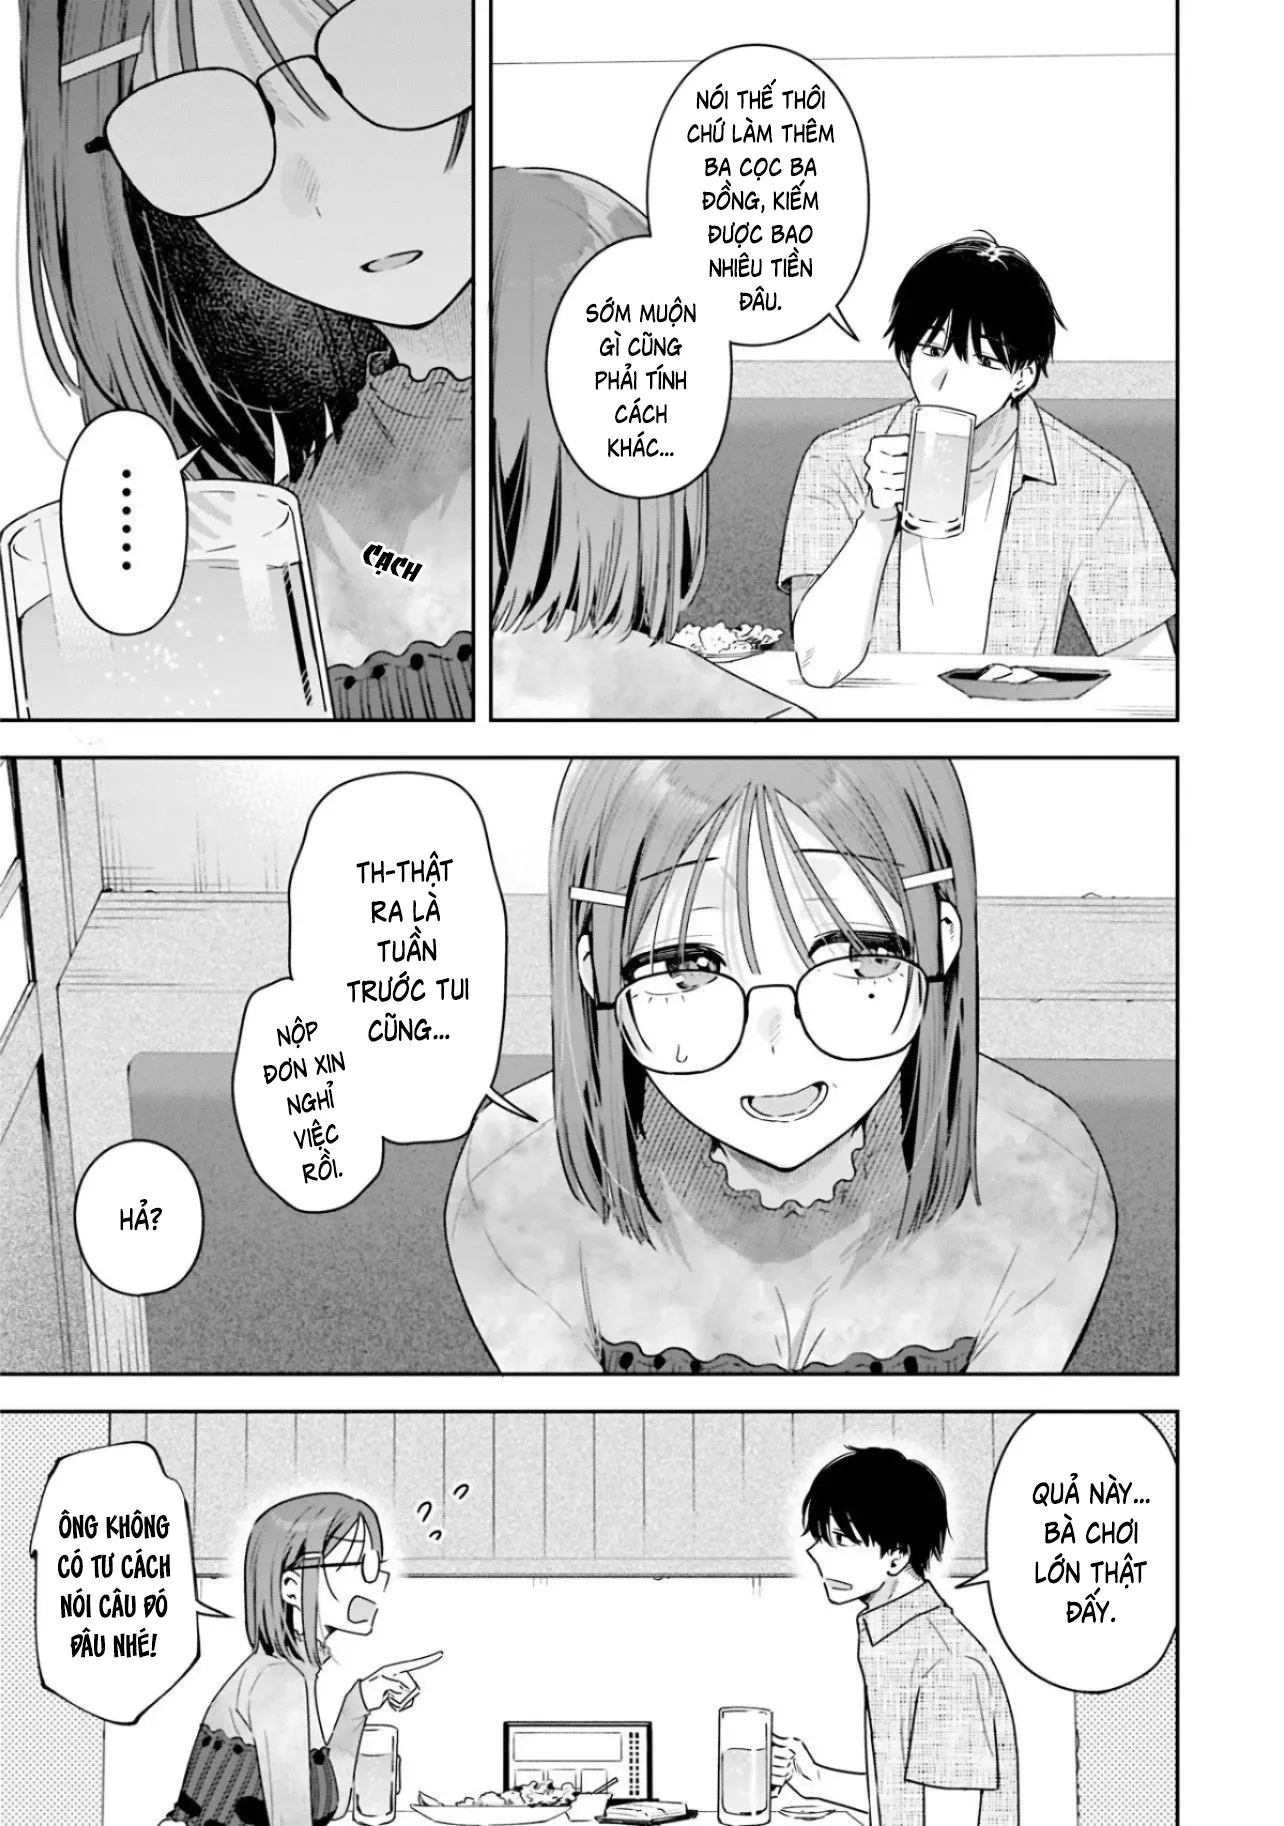 NÓI THẾ THÔI
CHỨ LÀM THÊM
BA CỌC BA
ĐỒNG, KIẾM
ĐƯỢC BAO
NHIÊU TIỀN
ĐÂU.
SỚM MUỘN
GÌ CŨNG
PHẢI TÍNH
CÁCH
KHÁC...
CẠCH
......
TH-THẬT
RA LÀ
TUẦN
TRƯỚC TUI
CŨNG...
NỘP
ĐƠN XIN
NGHỈ
VIỆC
RỒI.
HẢ?
QUẢ NÀY...
BÀ CHƠI
LỚN THẬT
ĐẤY.
ÔNG KHÔNG
CÓ TƯ CÁCH
NÓI CÂU ĐÓ
ĐÂU NHÉ!